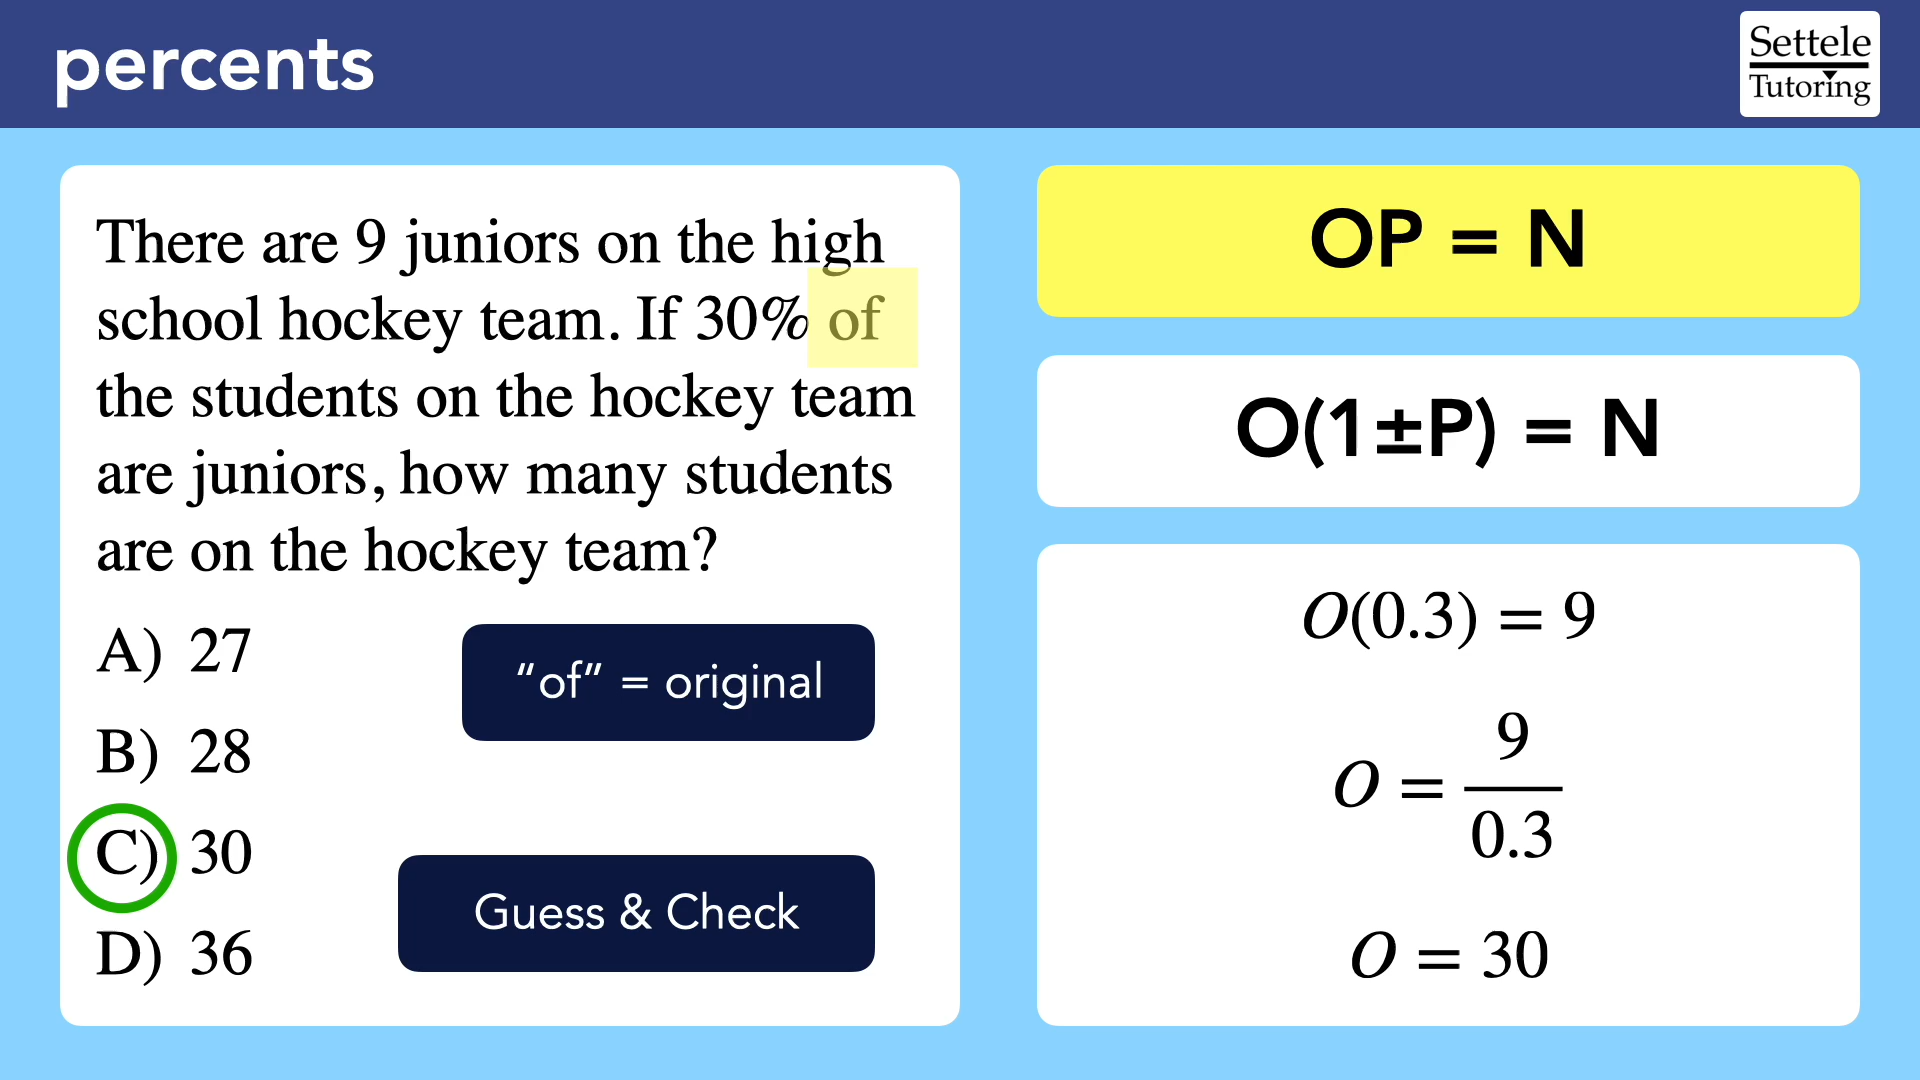 percents
Settele
Tutoring
There are 9 juniors on the high
school hockey team. If 30% of
the students on the hockey team
are juniors, how many students
are on the hockey team?
A) 27
B) 28
C) 30
D) 36
“of” = original
Guess & Check
OP = N
O(1±P) = N
O(0.3) = 9
O = 9/0.3
O = 30